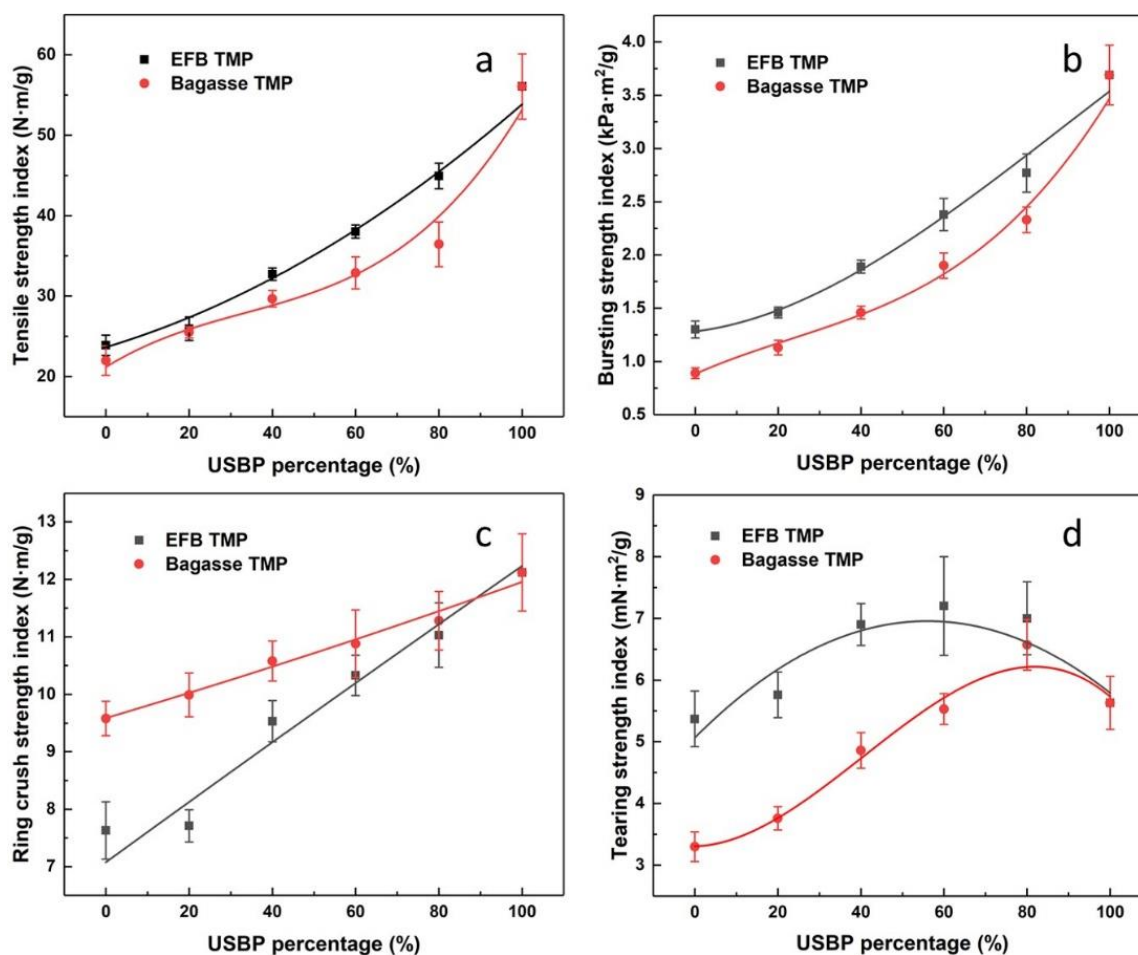 a
EFB TMP
Bagasse TMP
Tensile strength index (N·m/g)
60
50
40
30
20
0 20 40 60 80 100
USBP percentage (%)
b
EFB TMP
Bagasse TMP
Bursting strength index (kPa·m²/g)
4.0
3.5
3.0
2.5
2.0
1.5
1.0
0.5
0 20 40 60 80 100
USBP percentage (%)
c
EFB TMP
Bagasse TMP
Ring crush strength index (N·m/g)
13
12
11
10
9
8
7
0 20 40 60 80 100
USBP percentage (%)
d
EFB TMP
Bagasse TMP
Tearing strength index (mN·m²/g)
9
8
7
6
5
4
3
0 20 40 60 80 100
USBP percentage (%)